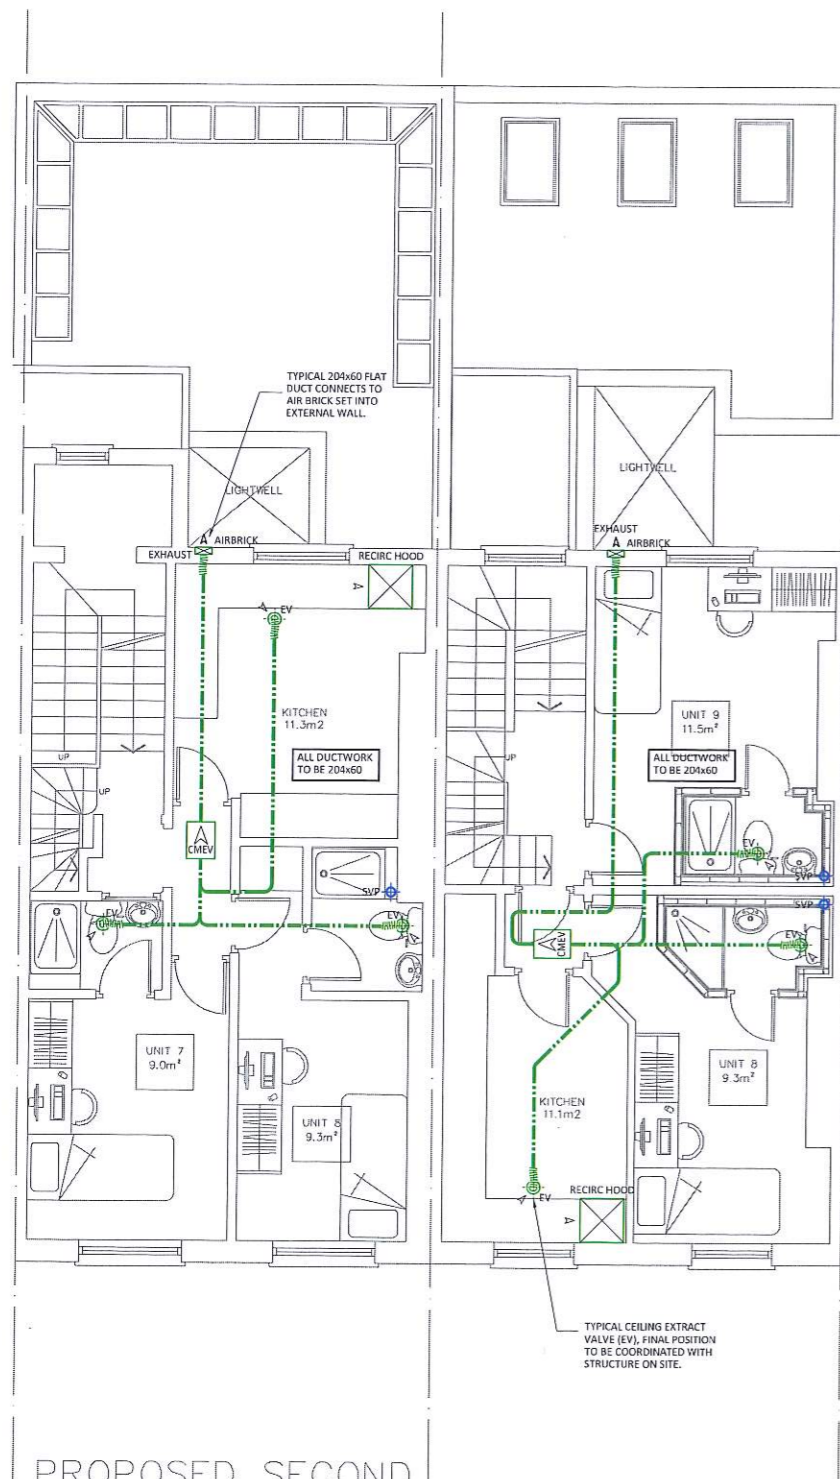 TYPICAL 204x60 FLAT
DUCT CONNECTS TO
AIR BRICK SET INTO
EXTERNAL WALL.
LIGHTWELL
LIGHTWELL
EXHAUST
A
AIRBRICK
RECIRC HOOD
A
EV
EXHAUST
A
AIRBRICK
KITCHEN
11.3m2
ALL DUCTWORK
TO BE 204x60
UP
UP
CMEV
SVP
EV
EV
UNIT 7
9.0m²
UNIT 8
9.3m²
UNIT 9
11.5m²
ALL DUCTWORK
TO BE 204x60
UP
EV
SVP
SVP
EV
CMEV
UNIT 8
9.3m²
KITCHEN
11.1m2
EV
RECIRC HOOD
A
TYPICAL CEILING EXTRACT
VALVE (EV), FINAL POSITION
TO BE COORDINATED WITH
STRUCTURE ON SITE.
PROPOSED SECOND